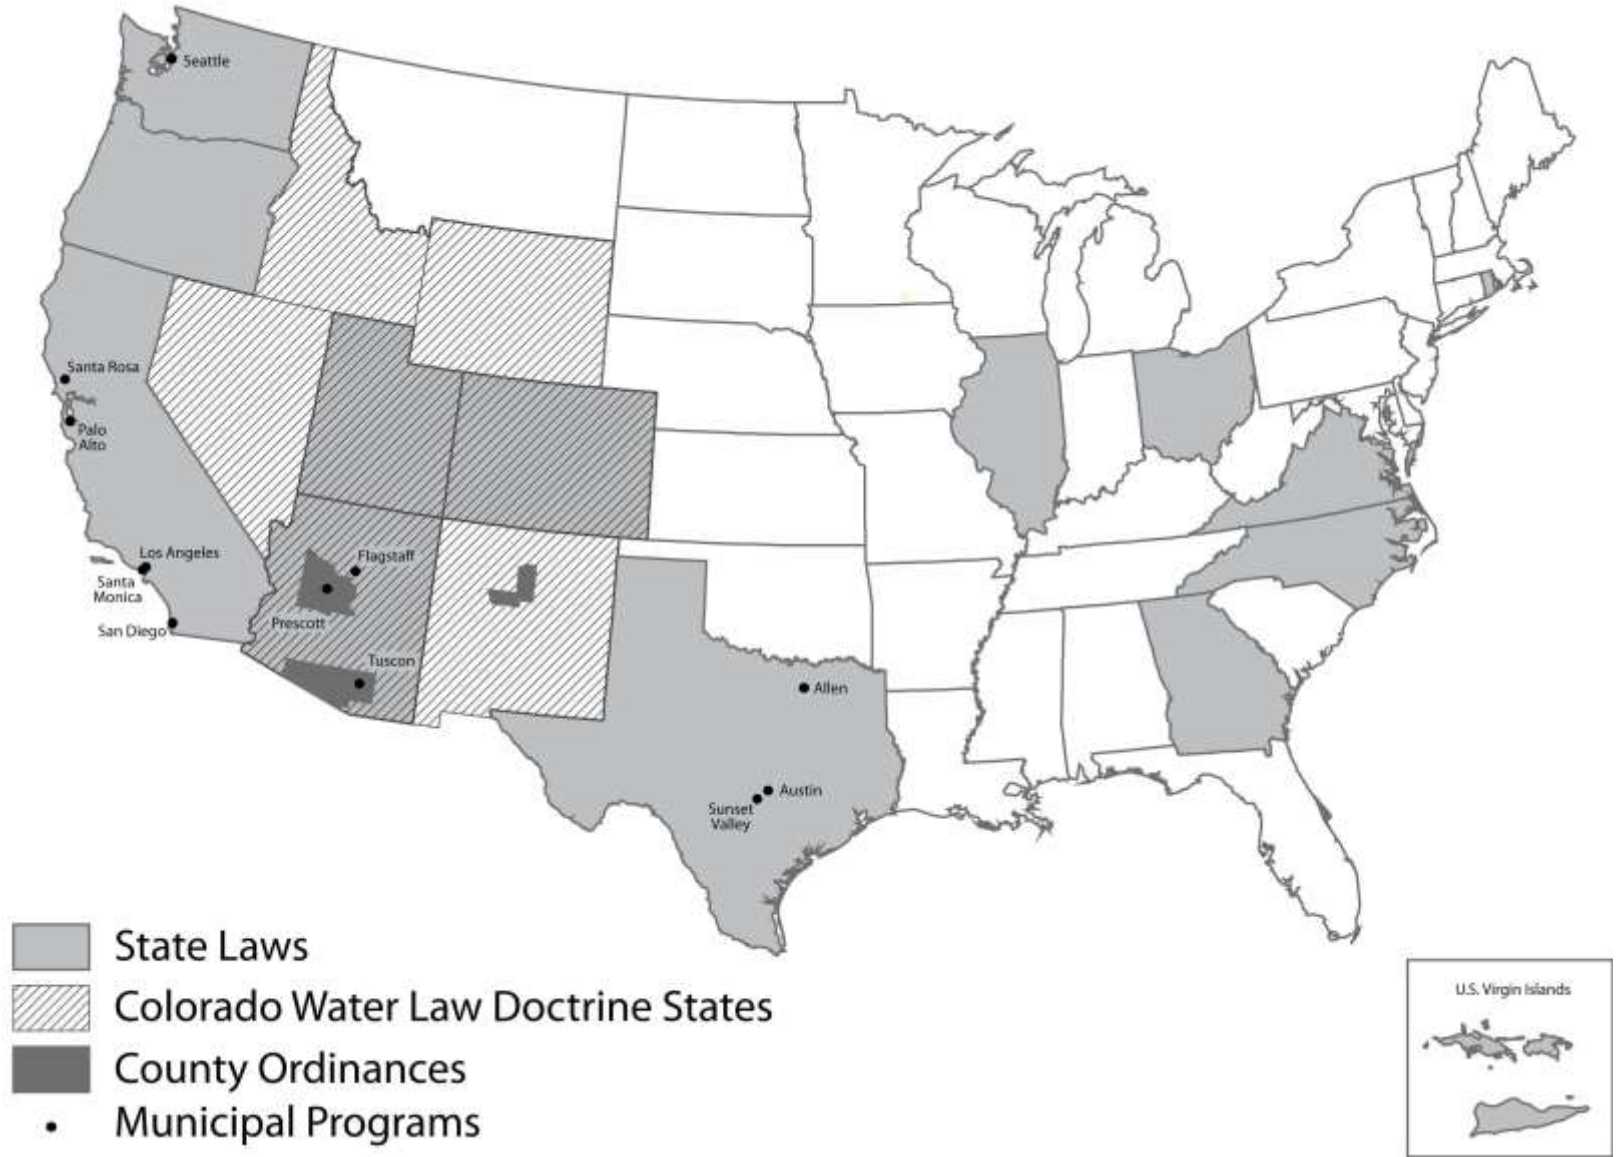 Seattle
Santa Rosa
Palo
Alto
Los Angeles
Santa
Monica
San Diego
Flagstaff
Prescott
Tuscon
Allen
Austin
Sunset
Valley
State Laws
Colorado Water Law Doctrine States
County Ordinances
Municipal Programs
U.S. Virgin Islands